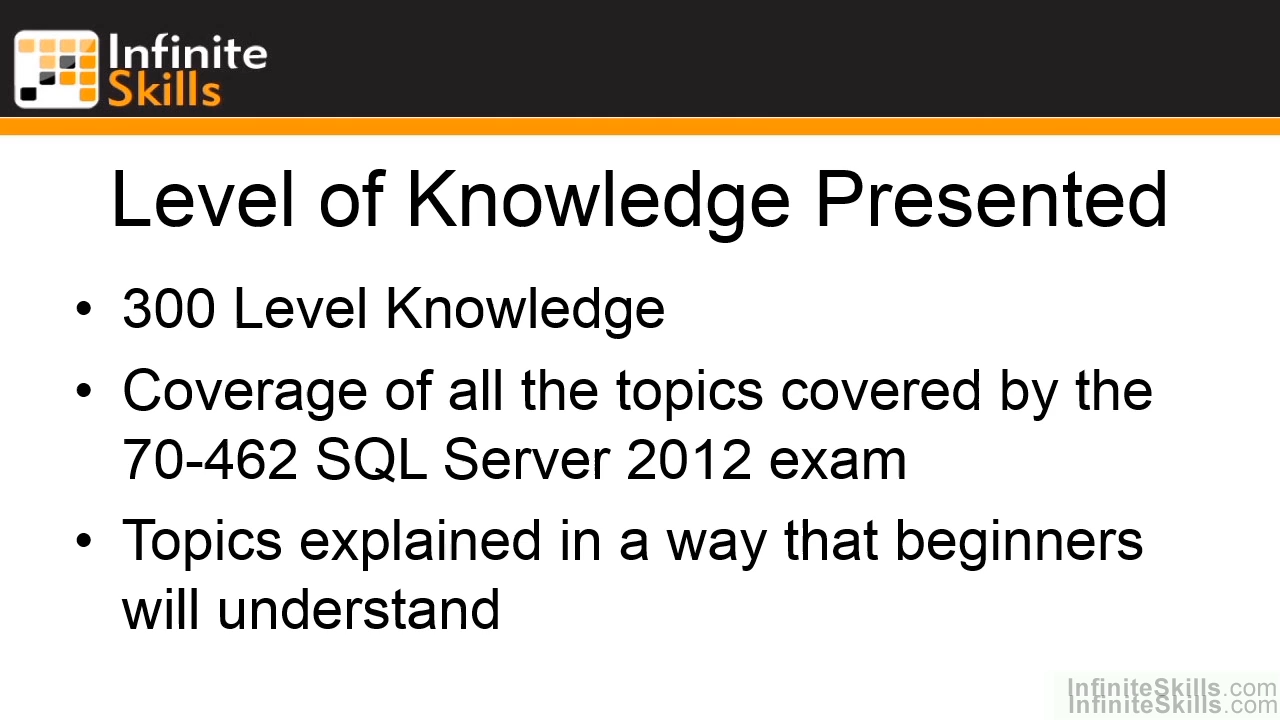 Infinite
Skills
Level of Knowledge Presented
• 300 Level Knowledge
• Coverage of all the topics covered by the
70-462 SQL Server 2012 exam
• Topics explained in a way that beginners
will understand
InfiniteSkills.com
InfiniteSkills.com